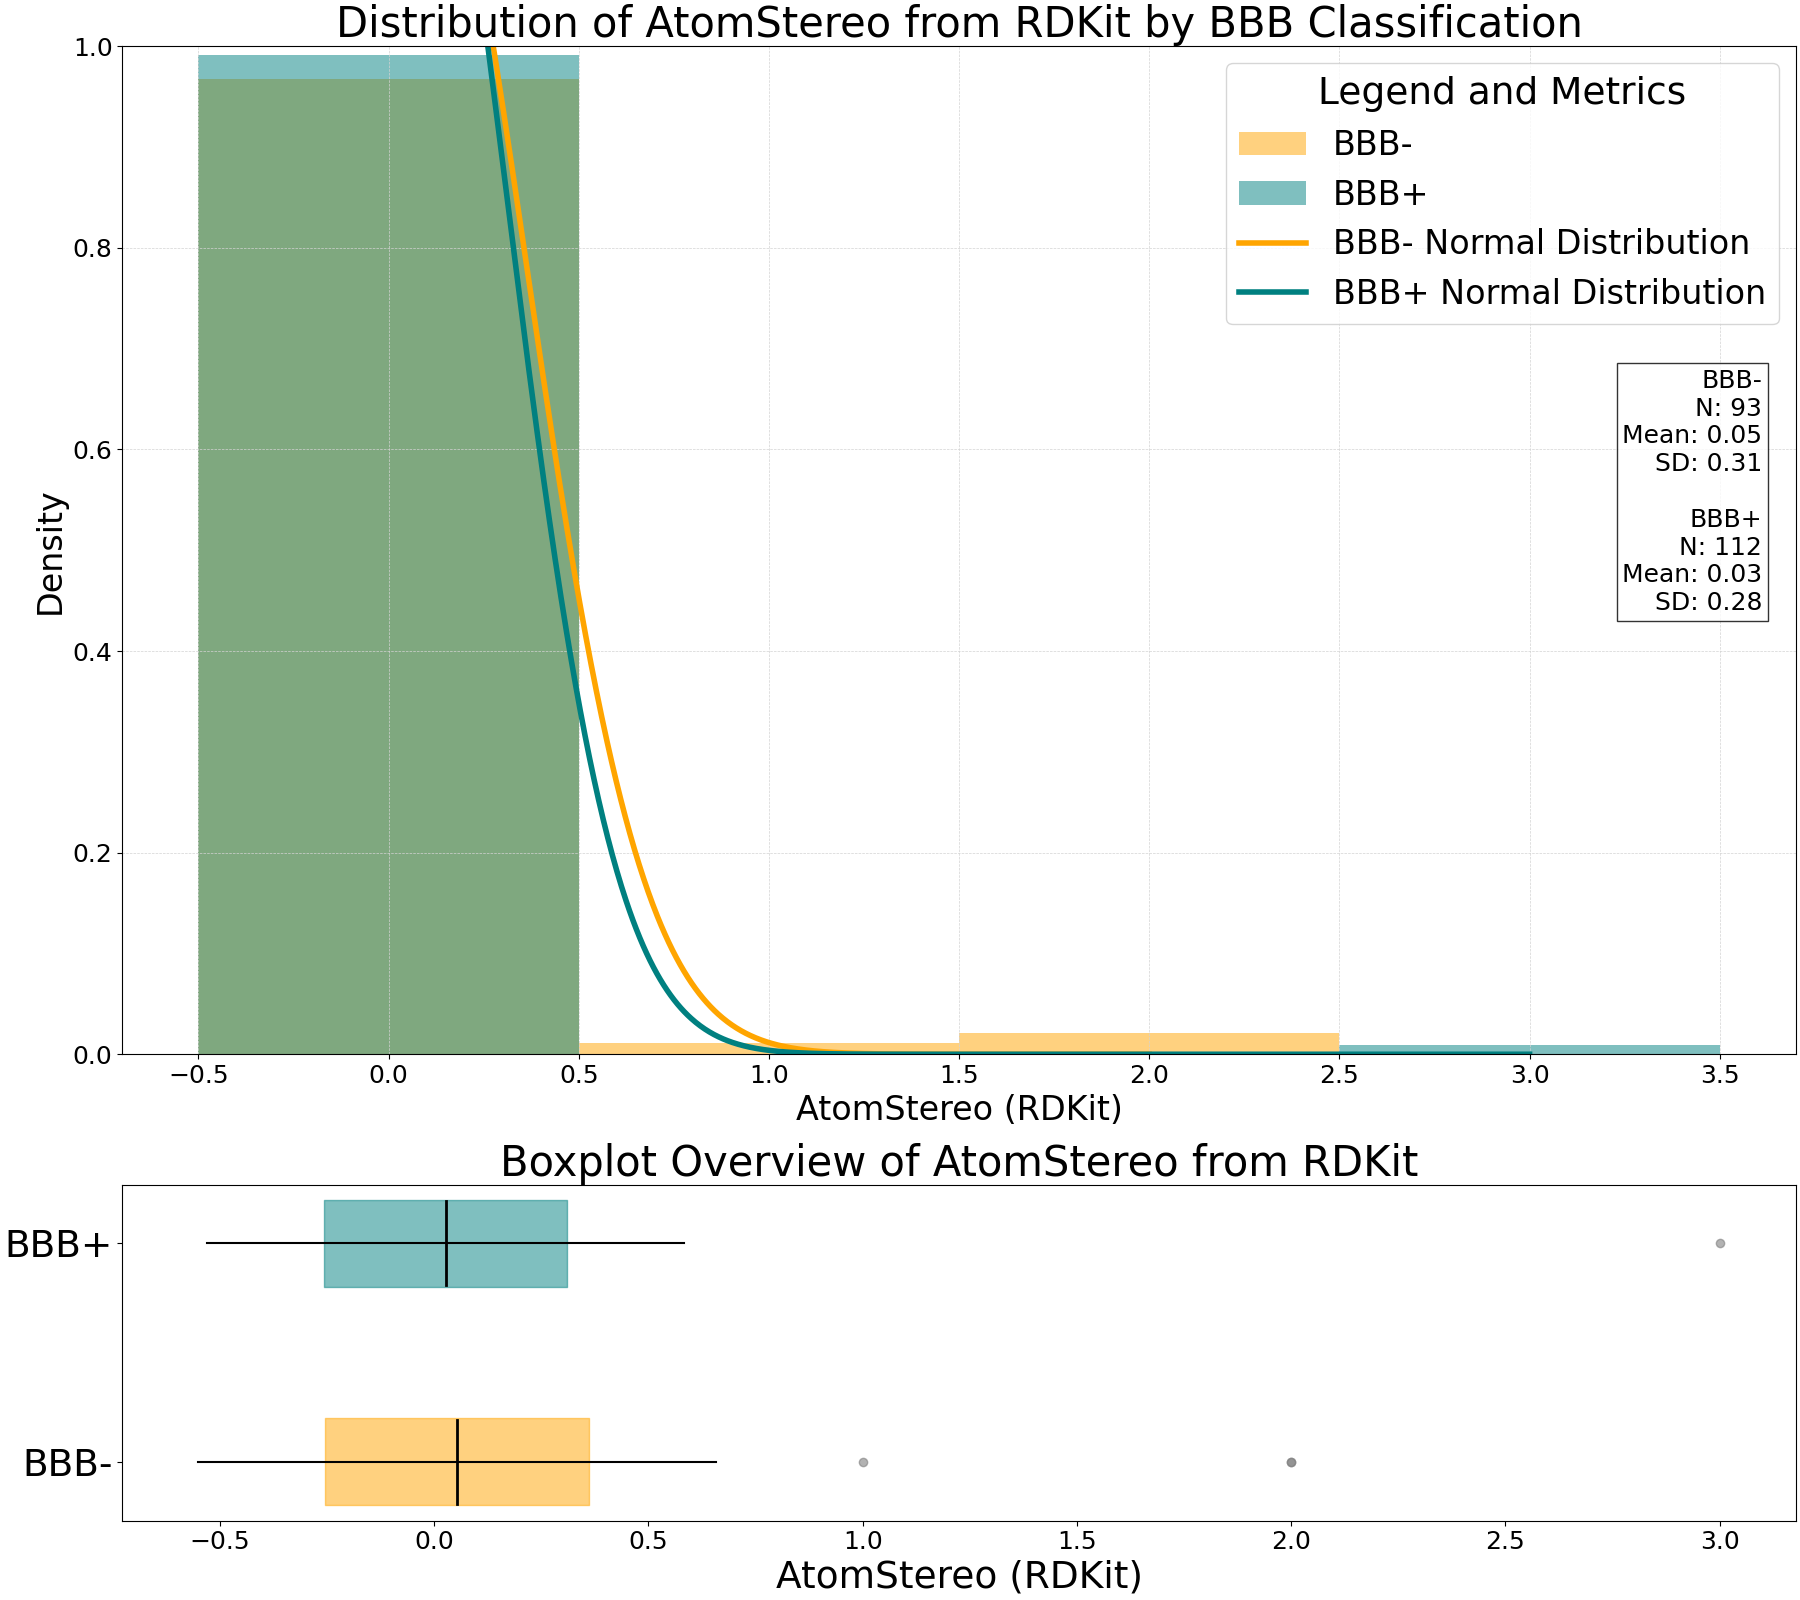 Distribution of AtomStereo from RDKit by BBB Classification
1.0
0.8
0.6
0.4
0.2
0.0
Density
Legend and Metrics
BBB-
BBB+
BBB- Normal Distribution
BBB+ Normal Distribution
BBB-
N: 93
Mean: 0.05
SD: 0.31
BBB+
N: 112
Mean: 0.03
SD: 0.28
−0.5 0.0 0.5 1.0 1.5 2.0 2.5 3.0 3.5
AtomStereo (RDKit)
Boxplot Overview of AtomStereo from RDKit
BBB+
BBB-
−0.5 0.0 0.5 1.0 1.5 2.0 2.5 3.0
AtomStereo (RDKit)